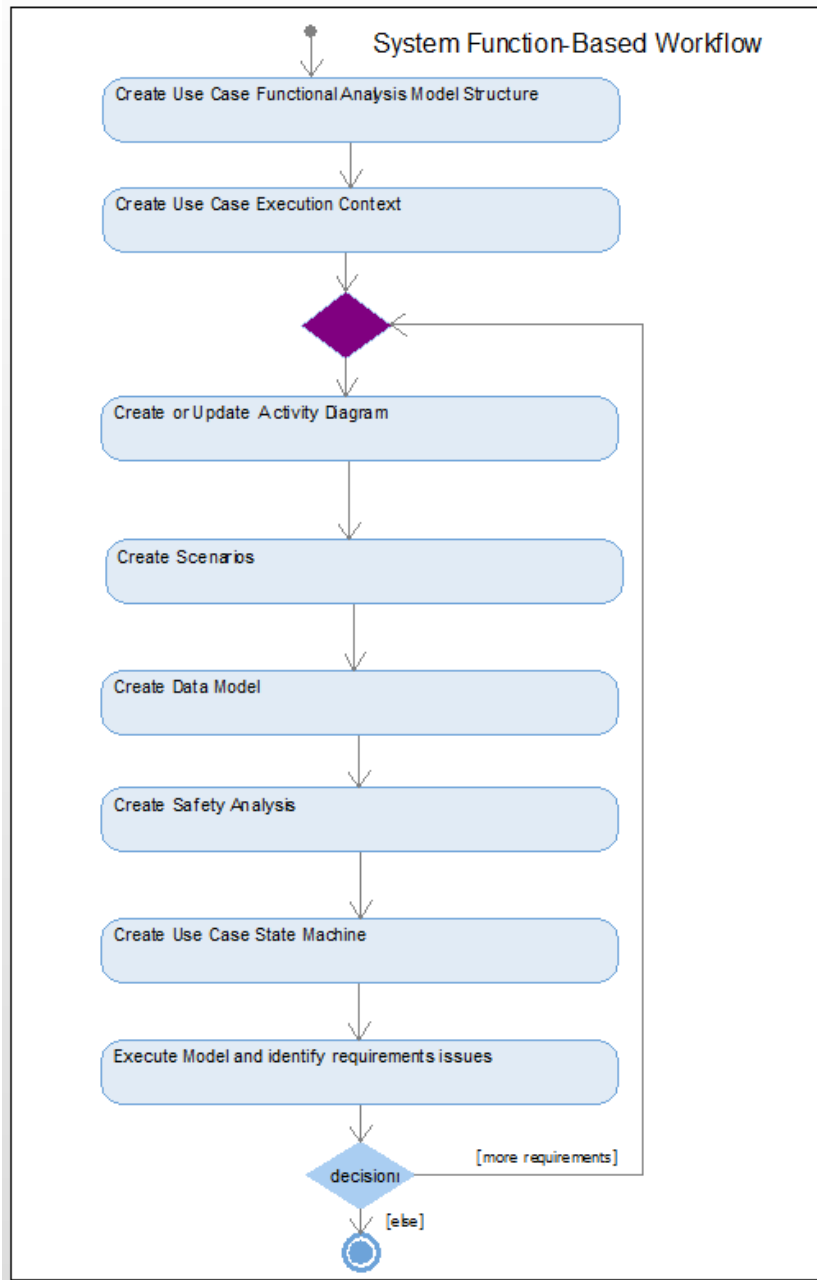 System Function-Based Workflow
Create Use Case Functional Analysis Model Structure
Create Use Case Execution Context
Create or Update Activity Diagram
Create Scenarios
Create Data Model
Create Safety Analysis
Create Use Case State Machine
Execute Model and identify requirements issues
[more requirements]
decision
[else]